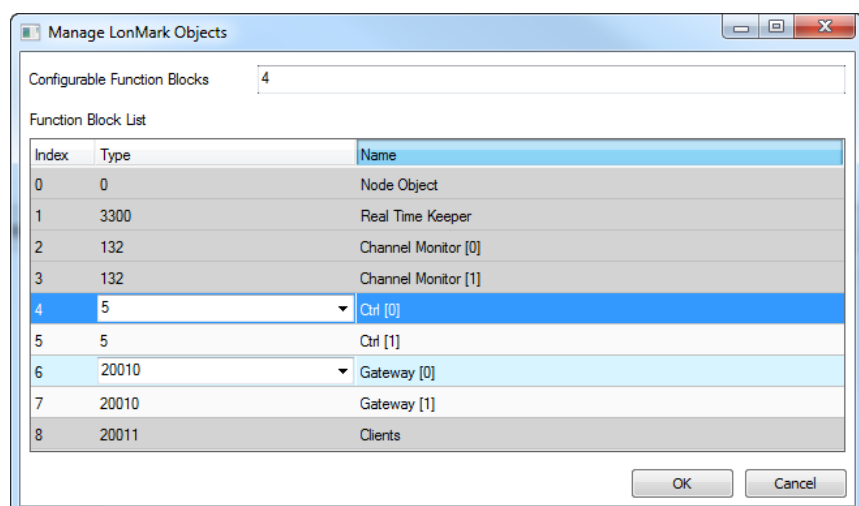 Manage LonMark Objects
Configurable Function Blocks 4
Function Block List
Index Type Name
0 0 Node Object
1 3300 Real Time Keeper
2 132 Channel Monitor [0]
3 132 Channel Monitor [1]
4 5 Ctrl [0]
5 5 Ctrl [1]
6 20010 Gateway [0]
7 20010 Gateway [1]
8 20011 Clients
OK Cancel